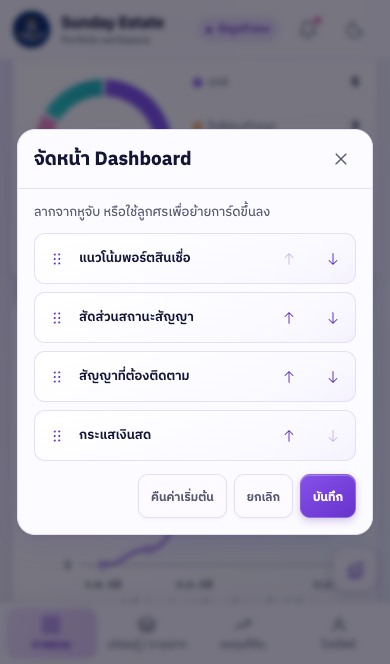 Sunday Estate
จัดหน้า Dashboard
ลากจากหูจับ หรือใช้ลูกศรเพื่อย้ายการ์ดขึ้นลง
แนวโน้มพอร์ตสินเชื่อ
สัดส่วนสถานะสัญญา
สัญญาที่ต้องติดตาม
กระแสเงินสด
คืนค่าเริ่มต้น
ยกเลิก
บันทึก